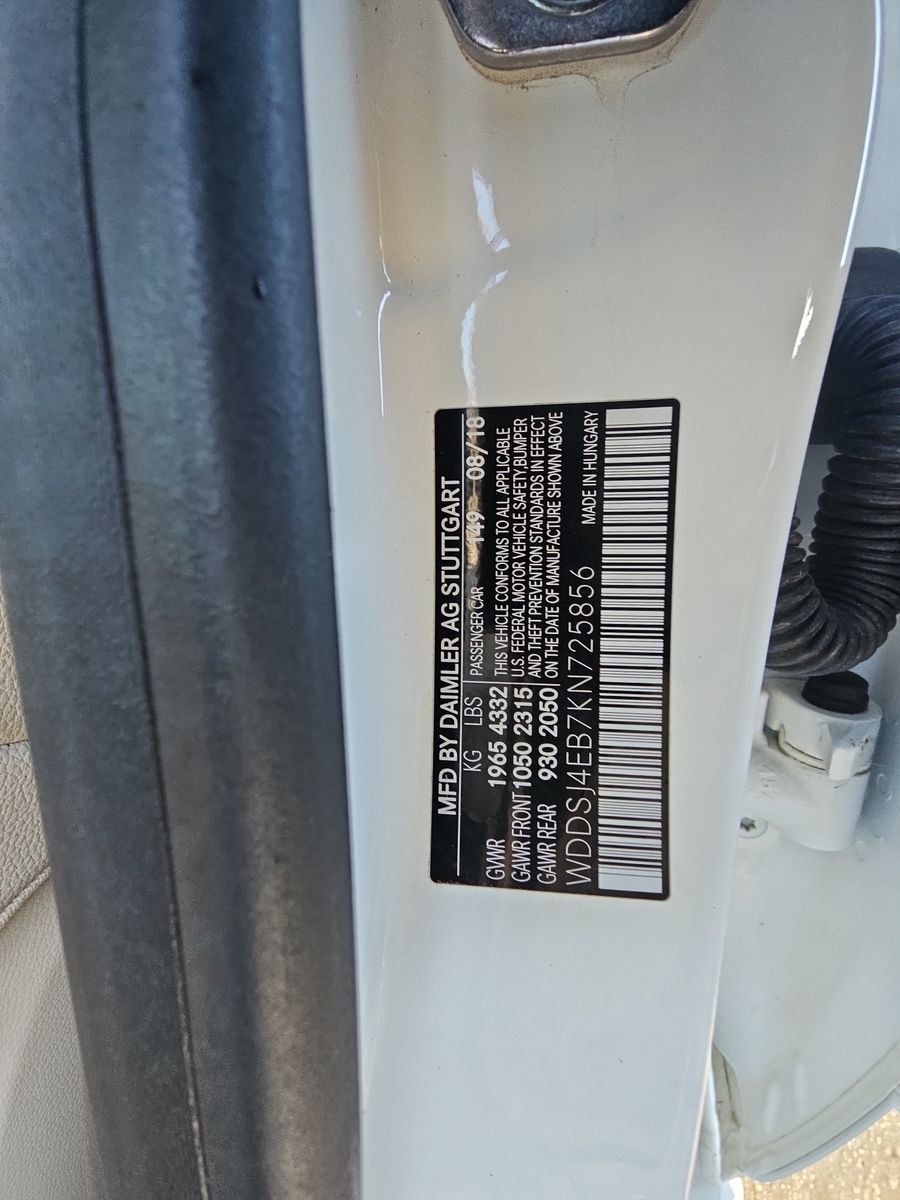 MFD BY DAIMLER AG STUTTGART
KG LBS PASSENGER CAR 149 08/18
GVWR 1965 4332 THIS VEHICLE CONFORMS TO ALL APPLICABLE
GAWR FRONT 1050 2315 U.S. FEDERAL MOTOR VEHICLE SAFETY,BUMPER
GAWR REAR 930 2050 AND THEFT PREVENTION STANDARDS IN EFFECT
ON THE DATE OF MANUFACTURE SHOWN ABOVE
WDDSJ4EB7KN725856 MADE IN HUNGARY